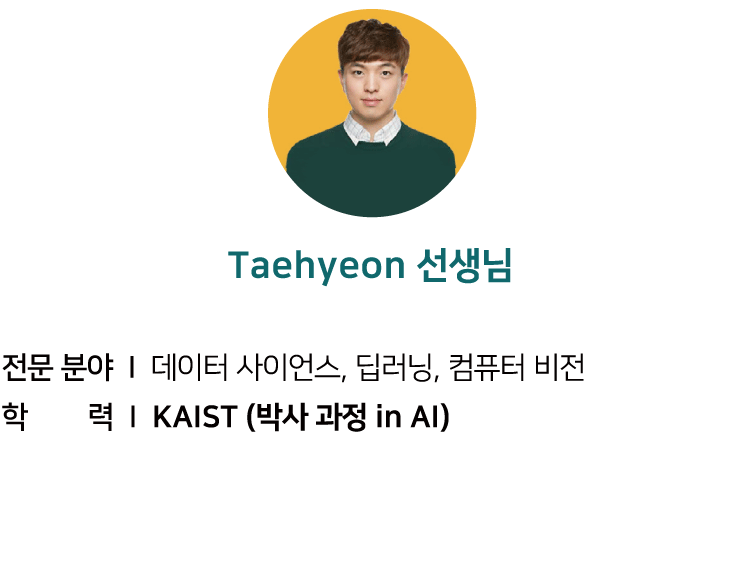 Taehyeon 선생님
전문 분야 I 데이터 사이언스, 딥러닝, 컴퓨터 비전
학 력 I KAIST (박사 과정 in AI)